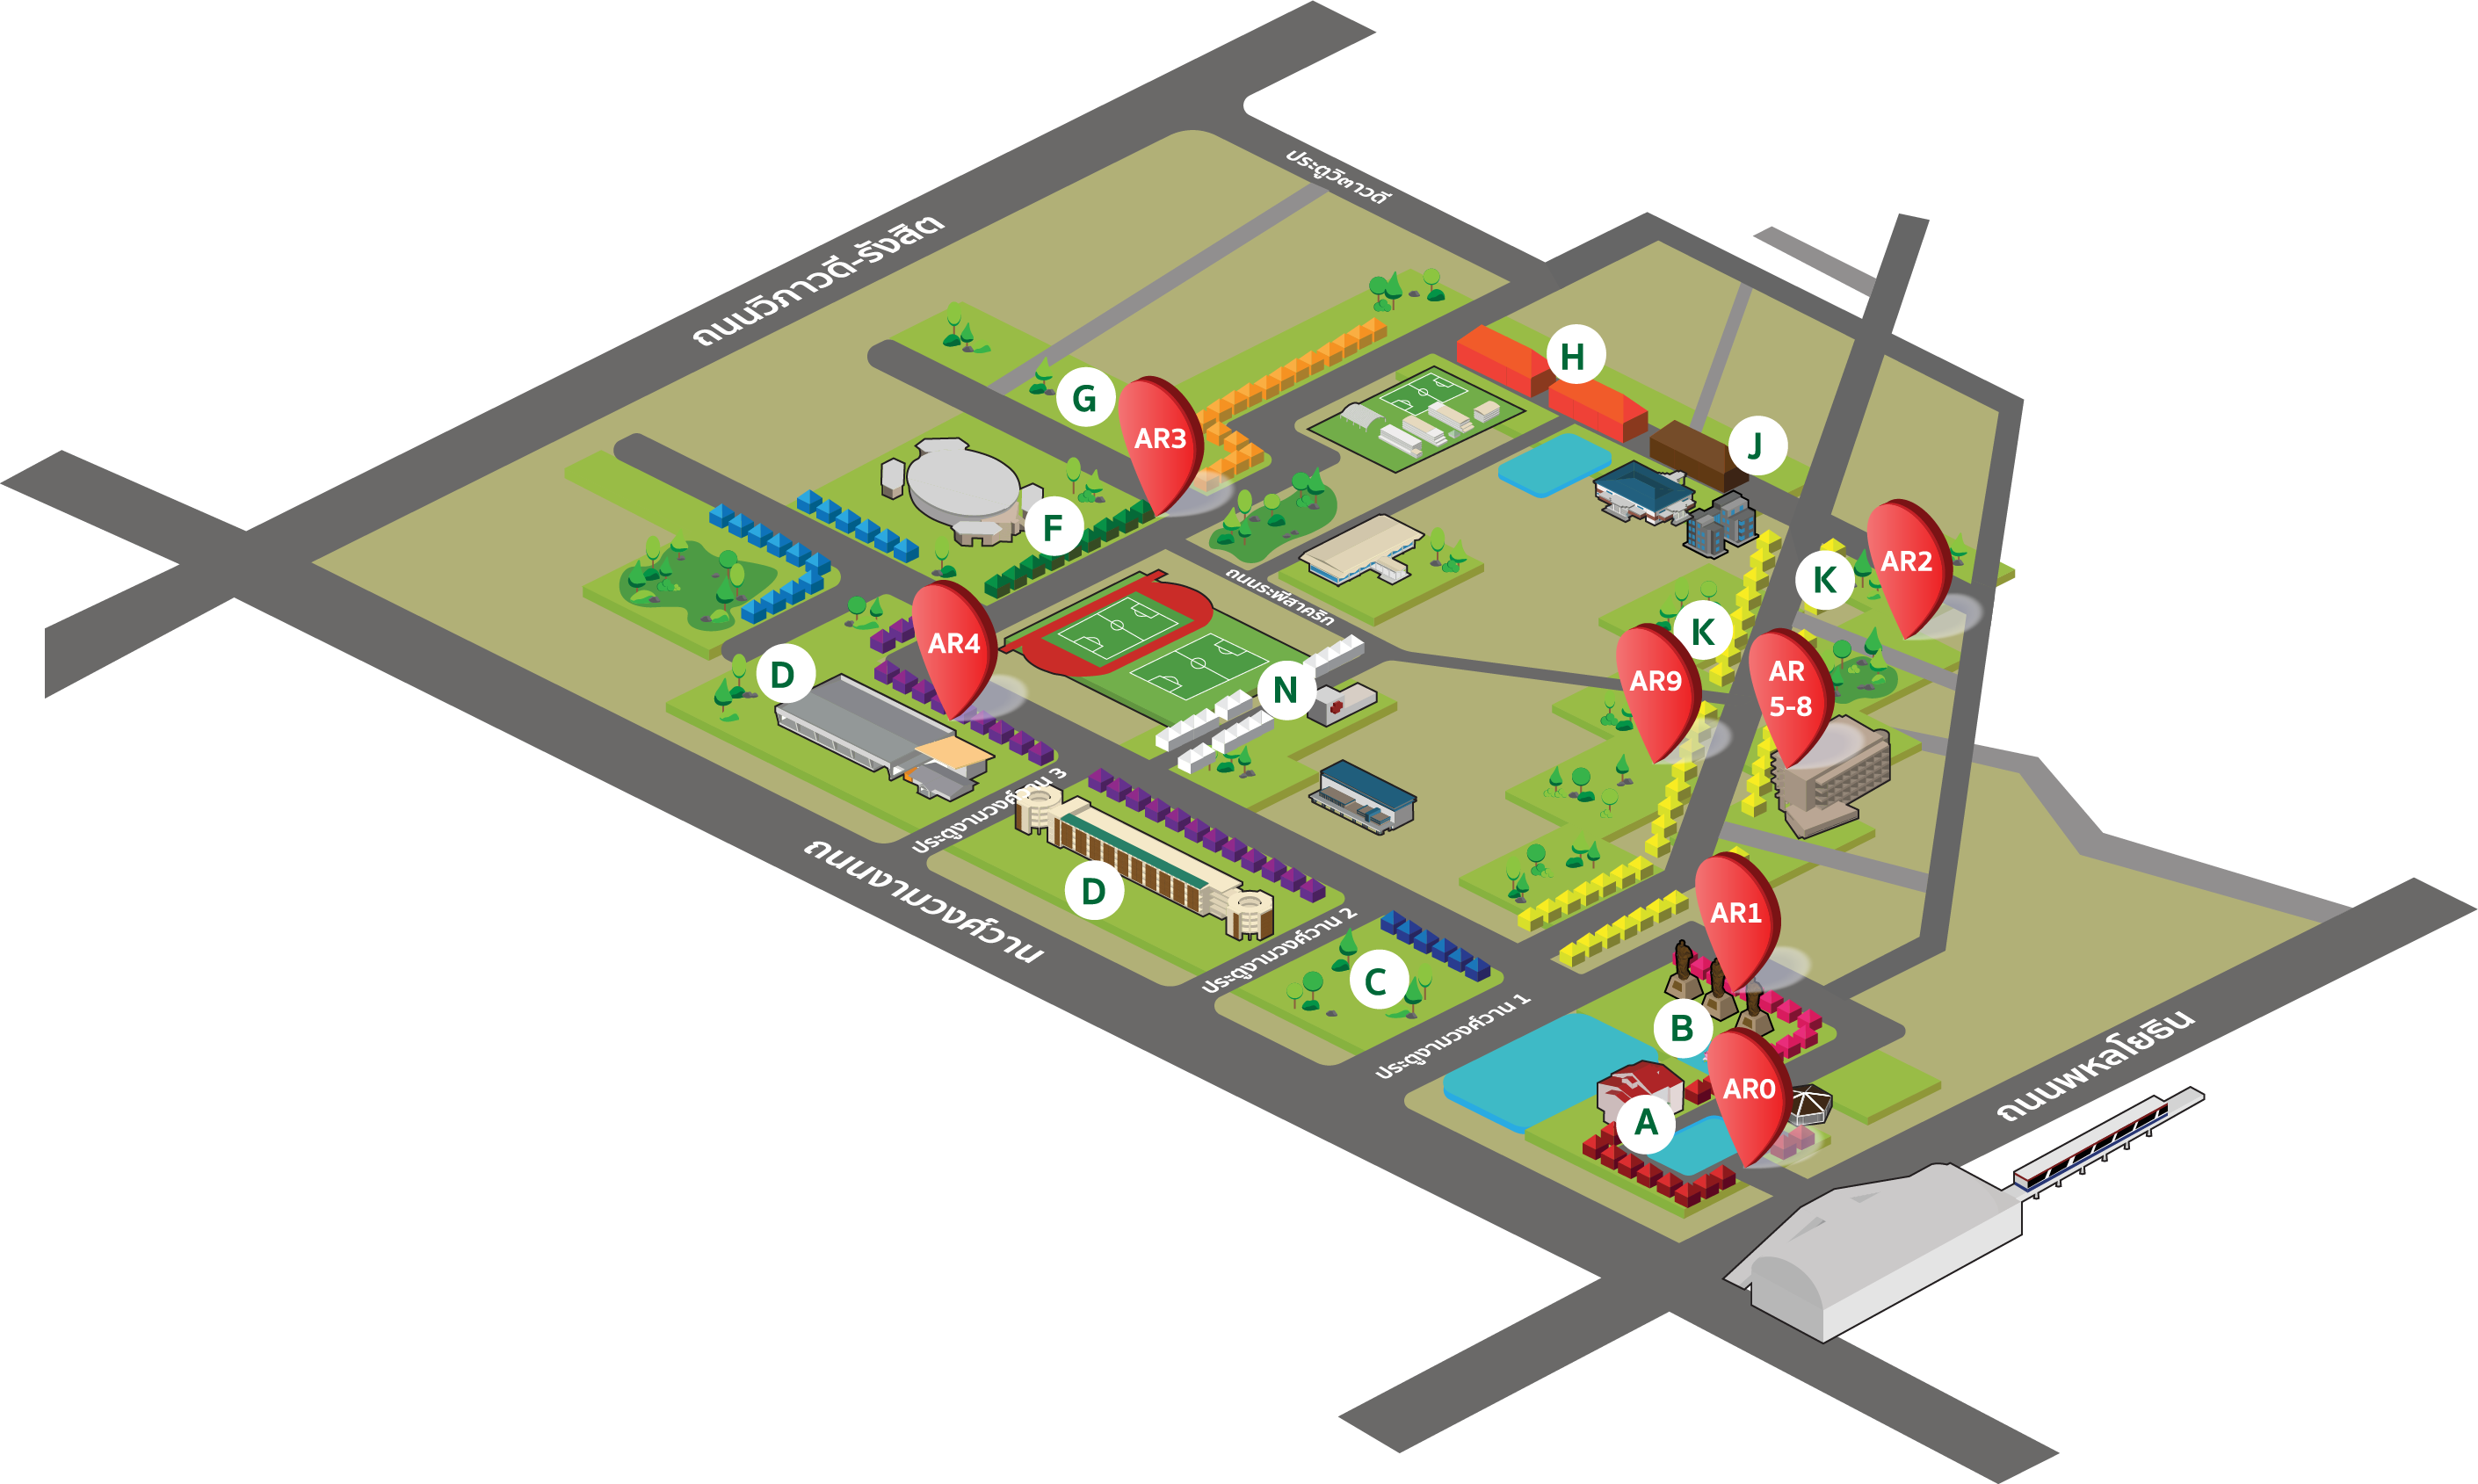 ประตูวิภาวดี
ถนนวิภาวดี-รังสิต
H
G
AR3
J
F
AR2
K
ถนนระพีสาคริก
K
AR4
D
N
AR9
AR
5-8
ประตูงามวงศ์วาน 3
ถนนงามวงศ์วาน
D
AR1
ประตูงามวงศ์วาน 2
C
ประตูงามวงศ์วาน 1
B
ถนนพหลโยธิน
AR0
A